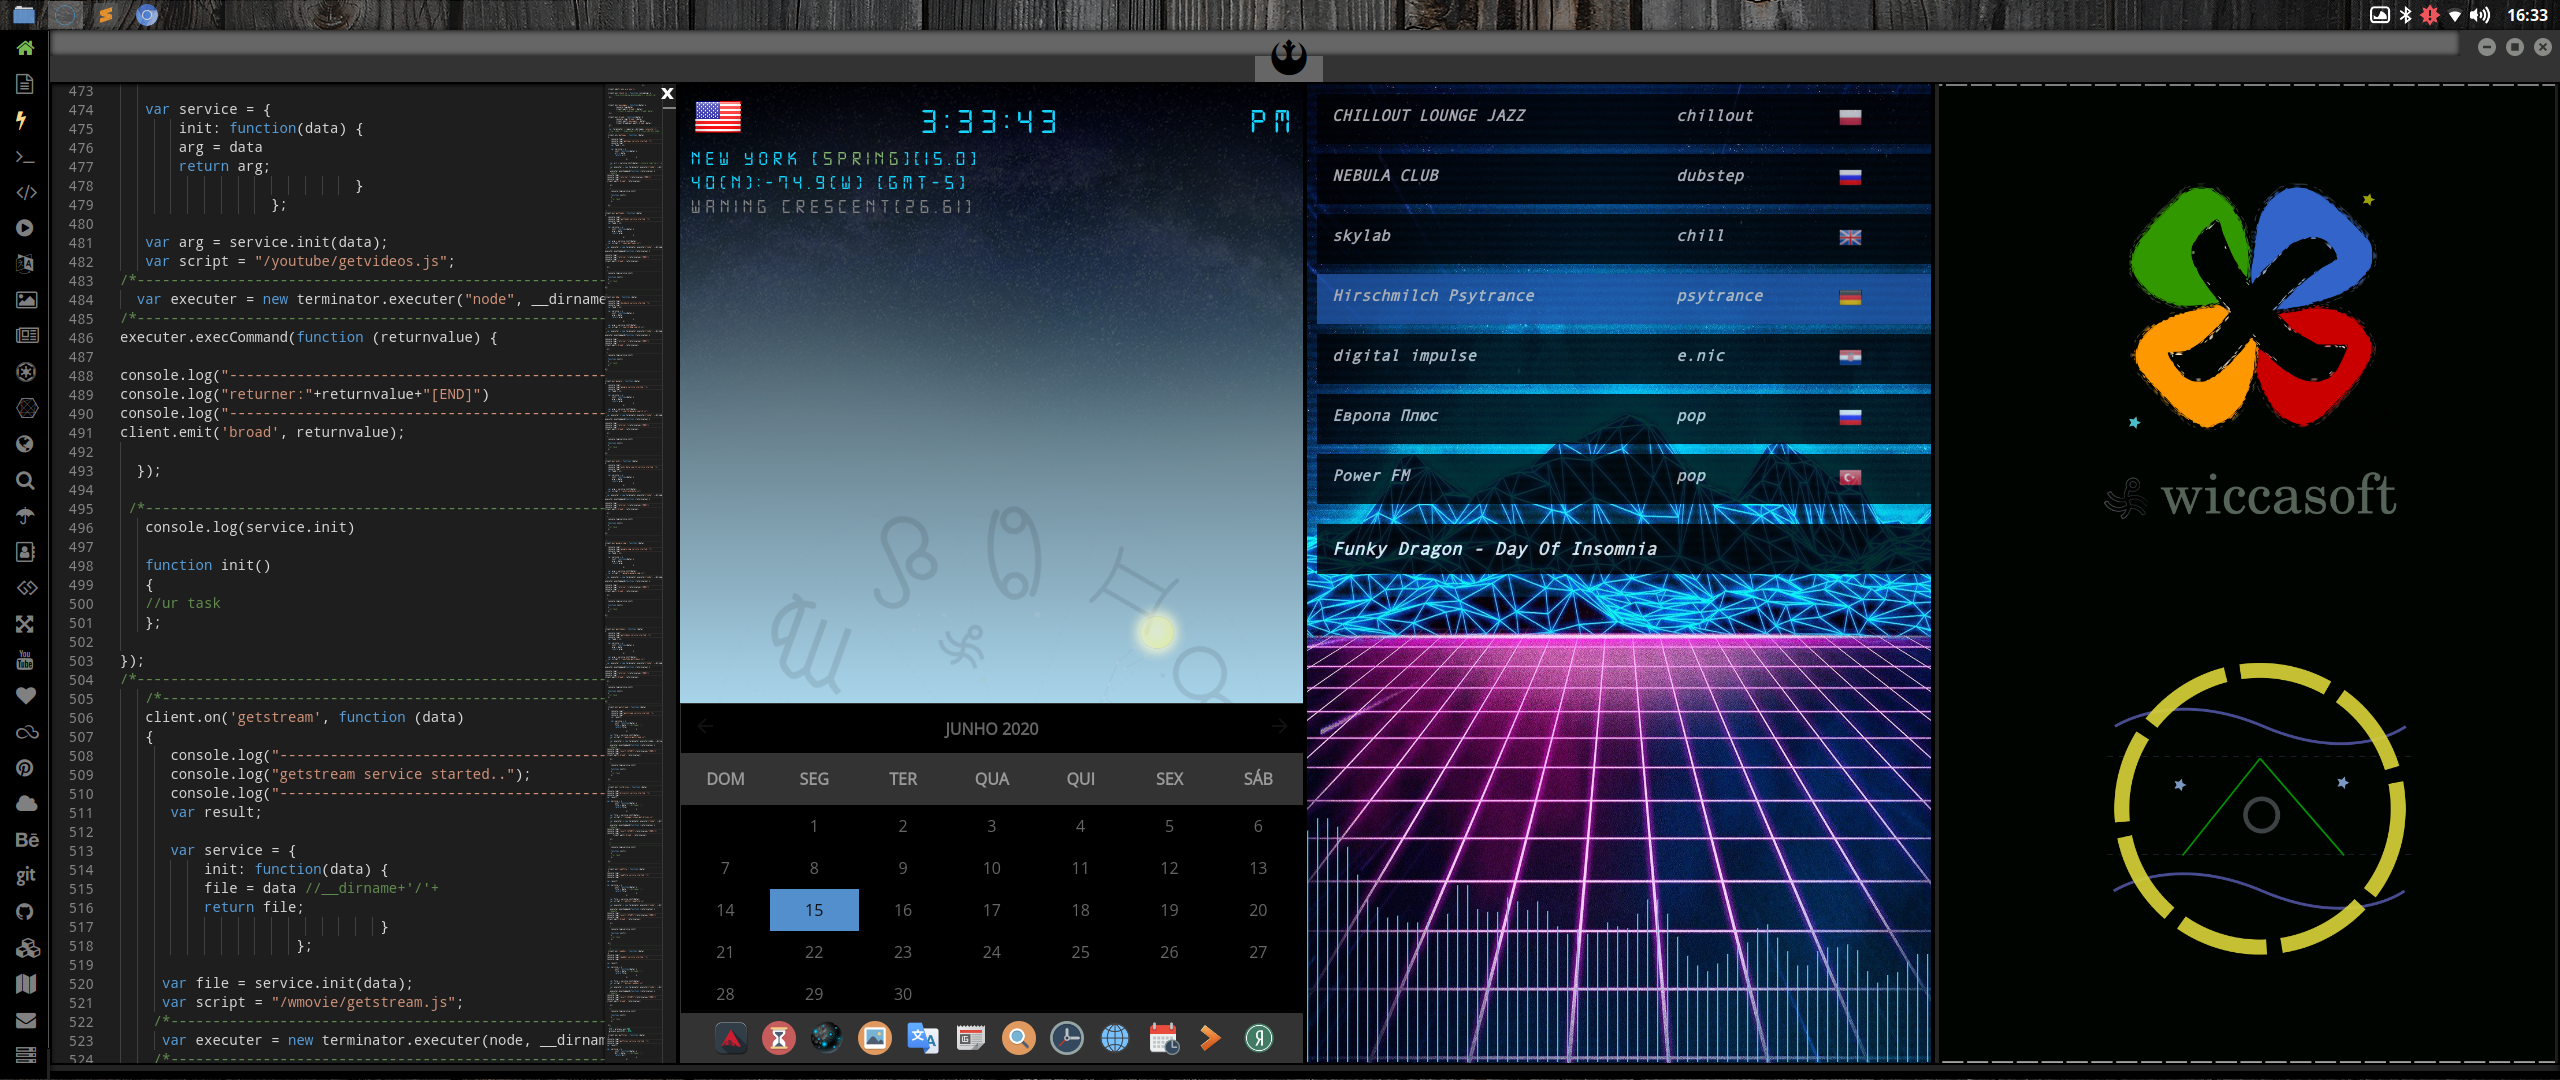 16:33
473
474 var service = {
475 init: function(data) {
476 arg = data
477 return arg;
478 }
479 };
480
481 var arg = service.init(data);
482 var script = "/youtube/getvideos.js";
483 /*---------------------------------------------------------
484 var executer = new terminator.executer("node", __dirname
485 /*---------------------------------------------------------
486 executer.execCommand(function (returnvalue) {
487
488 console.log("---------------------------------------------
489 console.log("returner:"+returnvalue+"[END]")
490 console.log("---------------------------------------------
491 client.emit('broad', returnvalue);
492
493 });
494
495 /*--------------------------------------------------------
496 console.log(service.init)
497
498 function init()
499 {
500 //ur task
501 };
502
503 });
504 /*---------------------------------------------------------
505 /*------------------------------------------------------
506 client.on('getstream', function (data)
507 {
508 console.log("---------------------------------------
509 console.log("getstream service started..");
510 console.log("---------------------------------------
511 var result;
512
513 var service = {
514 init: function(data) {
515 file = data //__dirname+'/'+
516 return file;
517 }
518 };
519
520 var file = service.init(data);
521 var script = "/wmovie/getstream.js";
522 /*-----------------------------------------------------
523 var executer = new terminator.executer(node, __dirnam
524 /*-----------------------------------------------------
You
Tube
Bē
git
X
3:33:43 PM
NEW YORK [SPRING][15.0]
40(N):-74.9(W) [GMT-5]
WANING CRESCENT[26.61]
JUNHO 2020
DOM SEG TER QUA QUI SEX SÁB
1 2 3 4 5 6
7 8 9 10 11 12 13
14 15 16 17 18 19 20
21 22 23 24 25 26 27
28 29 30
CHILLOUT LOUNGE JAZZ chillout
NEBULA CLUB dubstep
skylab chill
Hirschmilch Psytrance psytrance
digital impulse e.nic
Европа Плюс pop
Power FM pop
Funky Dragon - Day Of Insomnia
wiccasoft